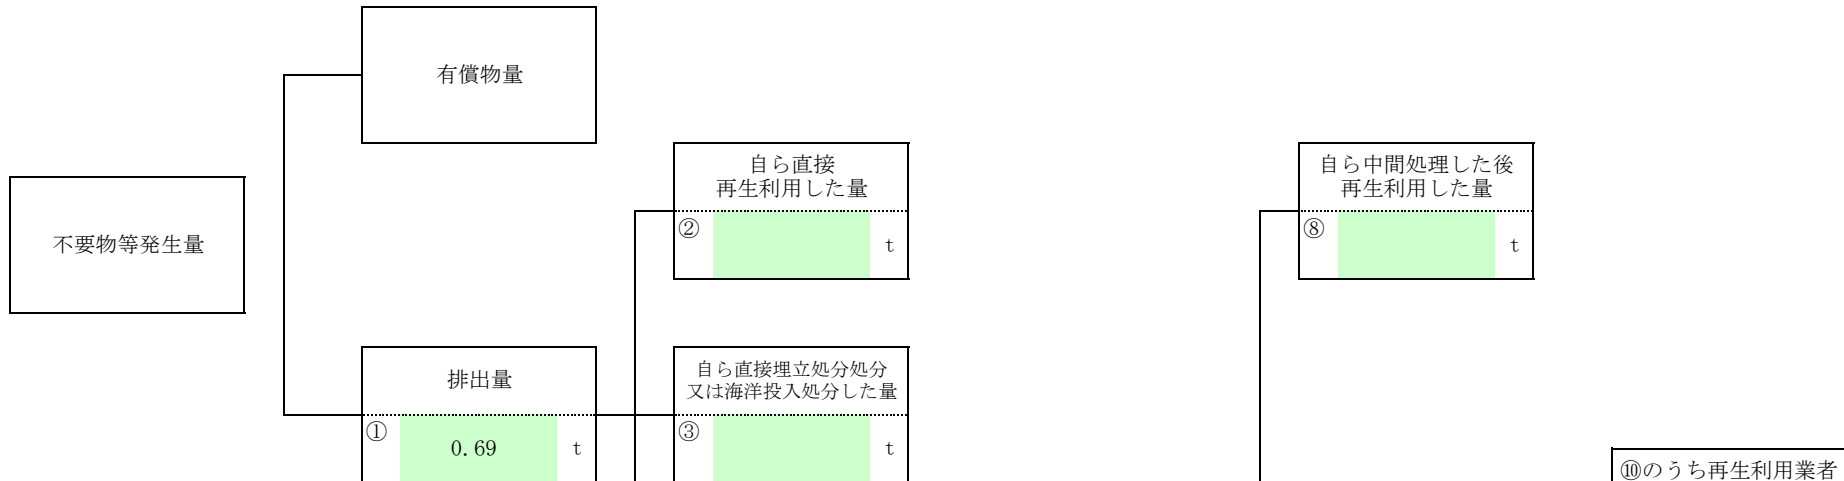 有償物量
自ら直接
再生利用した量
② t
自ら中間処理した後
再生利用した量
⑧ t
不要物等発生量
排出量
① 0.69 t
自ら直接埋立処分処分
又は海洋投入処分した量
③ t
⑩のうち再生利用業者